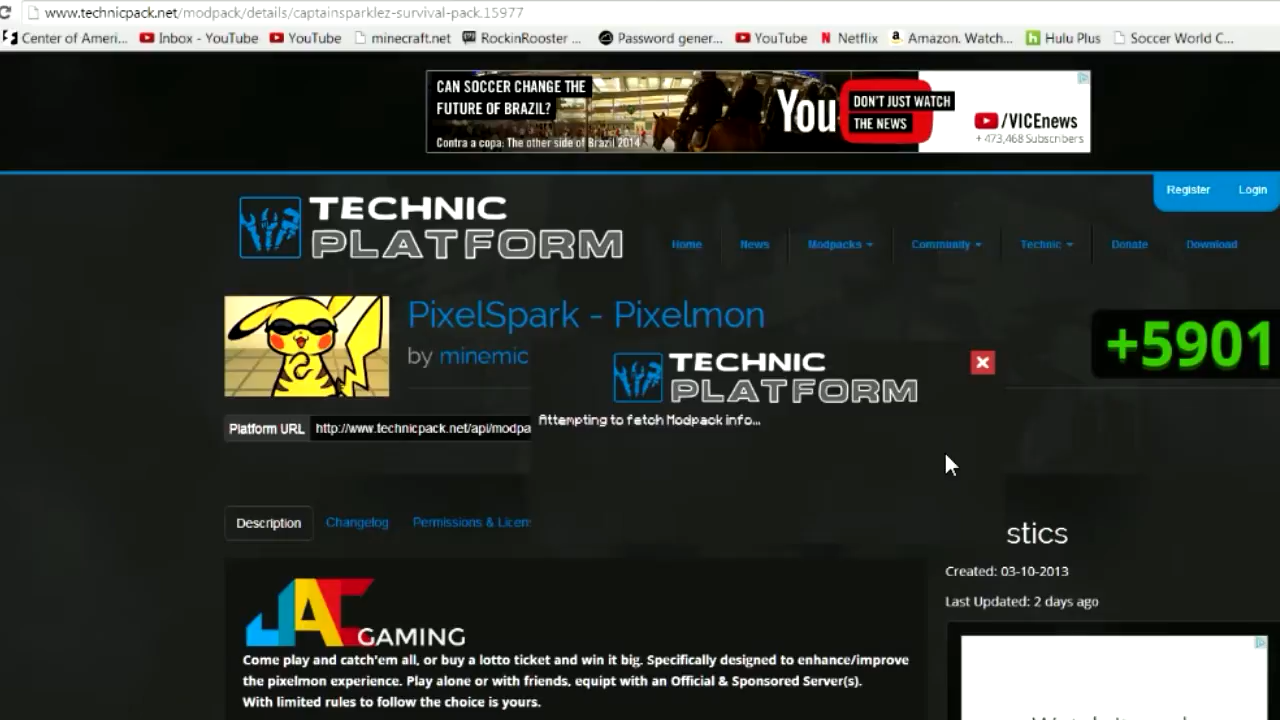 www.technicpack.net/modpack/details/captainsparklez-survival-pack.15977
Center of Ameri... Inbox - YouTube YouTube minecraft.net RockinRooster ... Password gener... YouTube Netflix Amazon. Watch... Hulu Plus Soccer World C...
CAN SOCCER CHANGE THE
FUTURE OF BRAZIL?
Contra a copa: The other side of Brazil 2014
You
DON'T JUST WATCH
THE NEWS
/VICEnews
+ 473,468 Subscribers
Register Login
TECHNIC
PLATFORM
Home News Modpacks Community Technic Donate Download
PixelSpark - Pixelmon
by minemic
+5901
TECHNIC
PLATFORM
Attempting to fetch Modpack info...
Platform URL http://www.technicpack.net/api/modpa
Description Changelog Permissions & Licen
stics
Created: 03-10-2013
Last Updated: 2 days ago
JAC GAMING
Come play and catch'em all, or buy a lotto ticket and win it big. Specifically designed to enhance/improve
the pixelmon experience. Play alone or with friends, equipt with an Official & Sponsored Server(s).
With limited rules to follow the choice is yours.